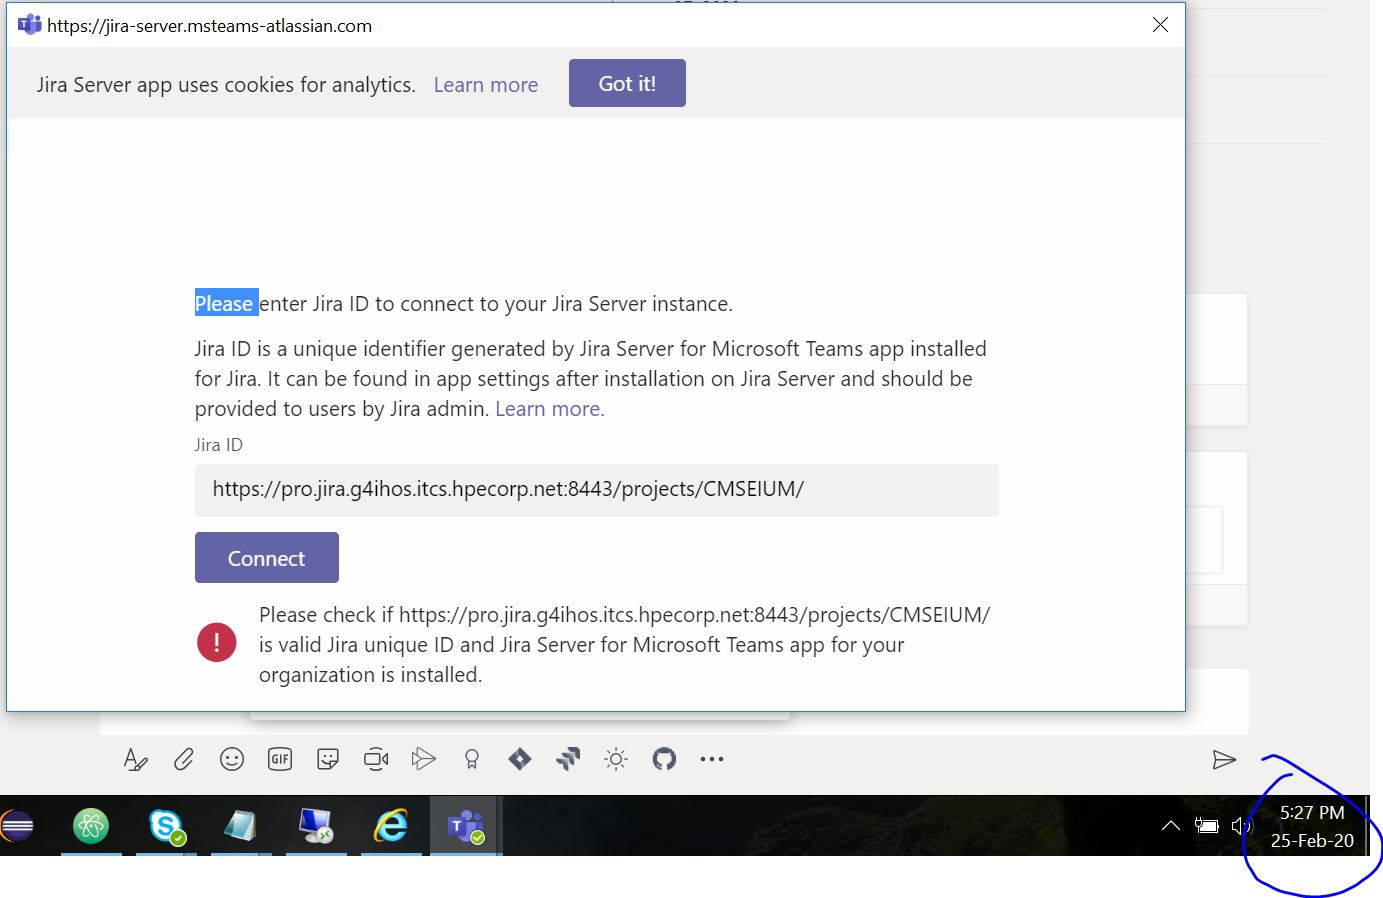 https://jira-server.msteams-atlassian.com
Jira Server app uses cookies for analytics. Learn more Got it!
Please enter Jira ID to connect to your Jira Server instance.
Jira ID is a unique identifier generated by Jira Server for Microsoft Teams app installed
for Jira. It can be found in app settings after installation on Jira Server and should be
provided to users by Jira admin. Learn more.
Jira ID
https://pro.jira.g4ihos.itcs.hpecorp.net:8443/projects/CMSEIUM/
Connect
Please check if https://pro.jira.g4ihos.itcs.hpecorp.net:8443/projects/CMSEIUM/
is valid Jira unique ID and Jira Server for Microsoft Teams app for your
organization is installed.
GIF
5:27 PM
25-Feb-20